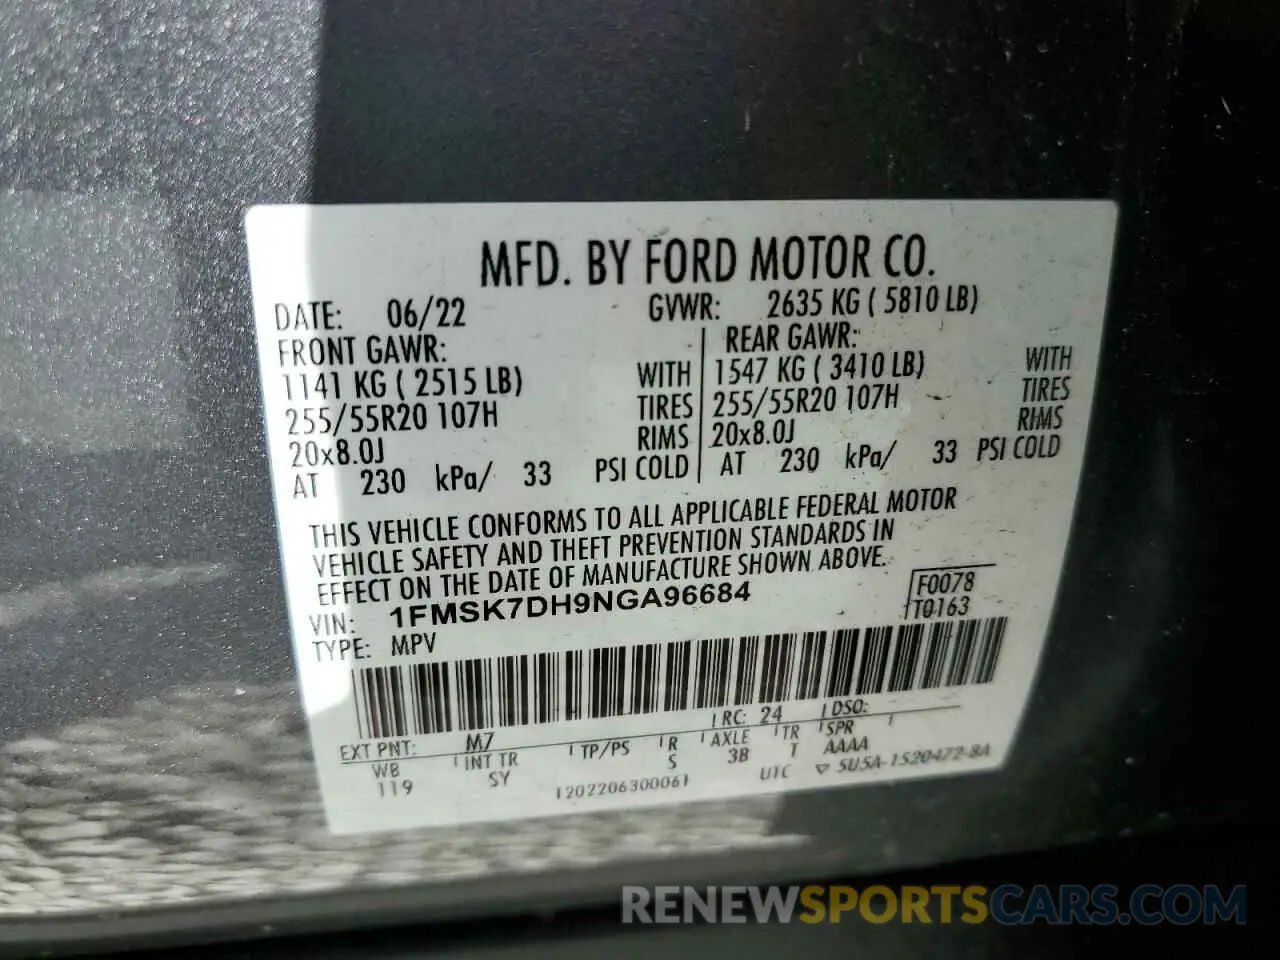 MFD. BY FORD MOTOR CO.
DATE: 06/22 GVWR: 2635 KG ( 5810 LB)
FRONT GAWR: REAR GAWR:
1141 KG ( 2515 LB) WITH 1547 KG ( 3410 LB) WITH
255/55R20 107H TIRES 255/55R20 107H TIRES
20x8.0J RIMS 20x8.0J RIMS
AT 230 kPa/ 33 PSI COLD AT 230 kPa/ 33 PSI COLD
THIS VEHICLE CONFORMS TO ALL APPLICABLE FEDERAL MOTOR
VEHICLE SAFETY AND THEFT PREVENTION STANDARDS IN
EFFECT ON THE DATE OF MANUFACTURE SHOWN ABOVE.
VIN: 1FMSK7DH9NGA96684 F0078
TYPE: MPV T0163
EXT PNT: M7 RC: 24 DSO:
WB INT TR TP/PS R AXLE TR SPR
119 SY S 3B T AAAA
1202206300061 UTC ▽ 5U5A-1520472-8A
RENEWSPORTSCARS.COM